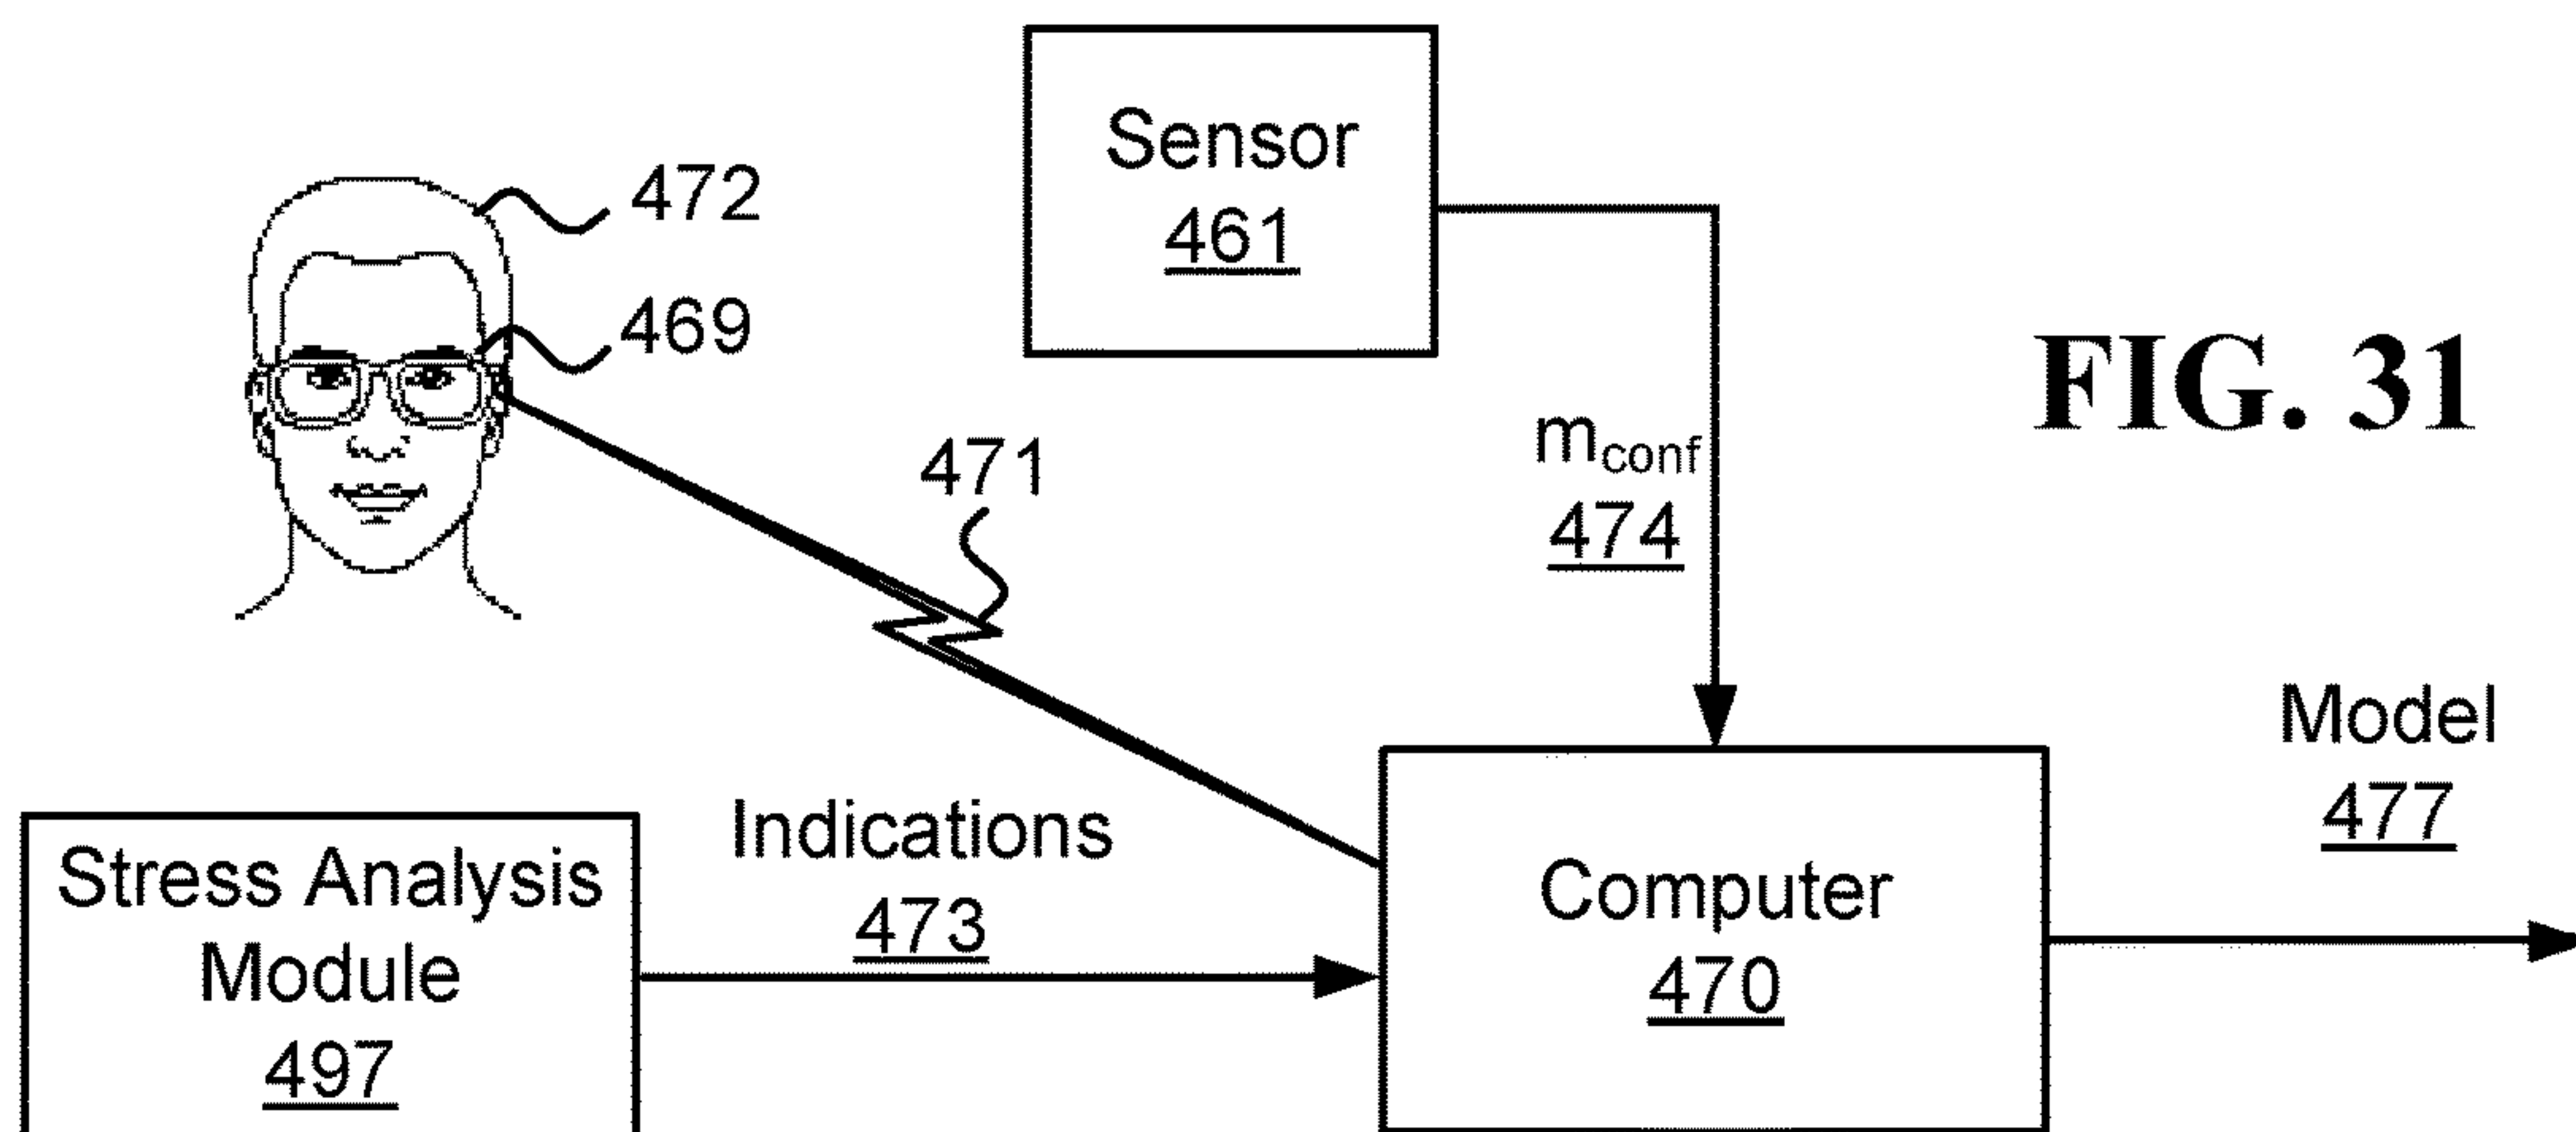 Sensor
461
472
469
FIG. 31
471
mconf
474
Model
477
Indications
473
Stress Analysis
Module
497
Computer
470